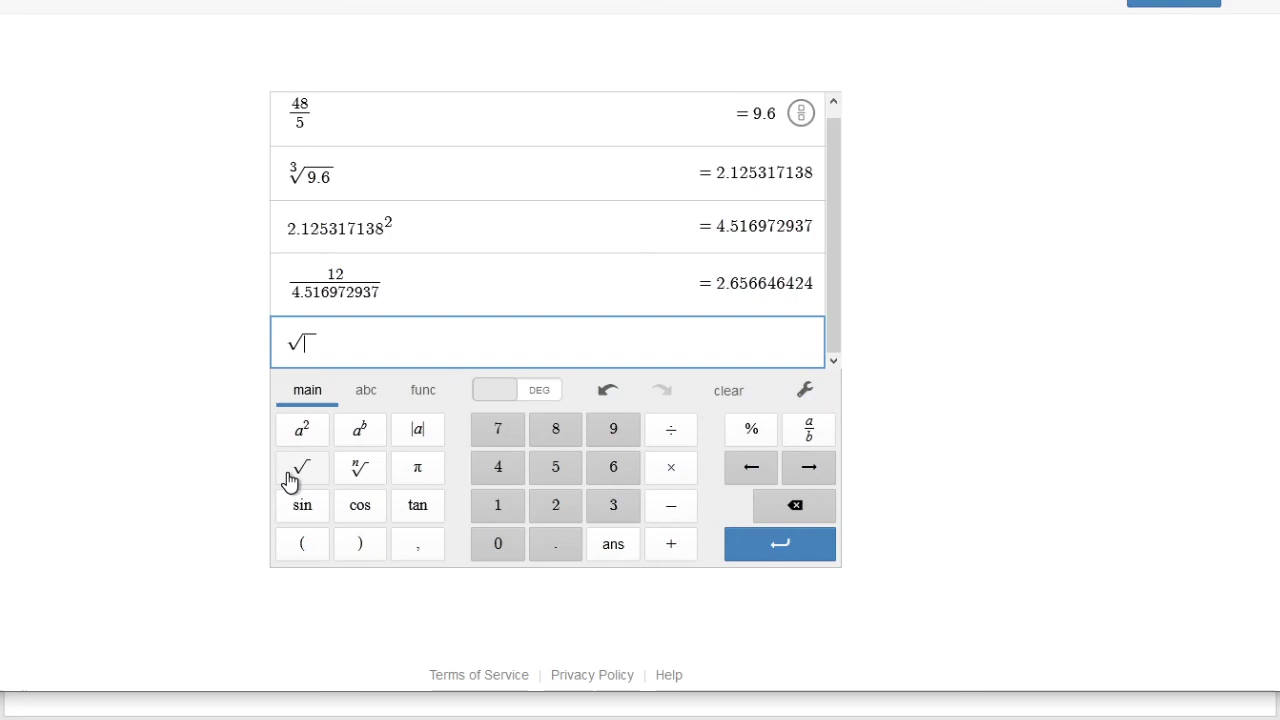 48/5 = 9.6
∛9.6 = 2.125317138
2.125317138² = 4.516972937
12/4.516972937 = 2.656646424
√
main abc func DEG clear
a² aᵇ |a| 7 8 9 ÷ % a/b
√ ⁿ√ π 4 5 6 × ← →
sin cos tan 1 2 3 −
( ) , 0 . ans +
Terms of Service | Privacy Policy | Help